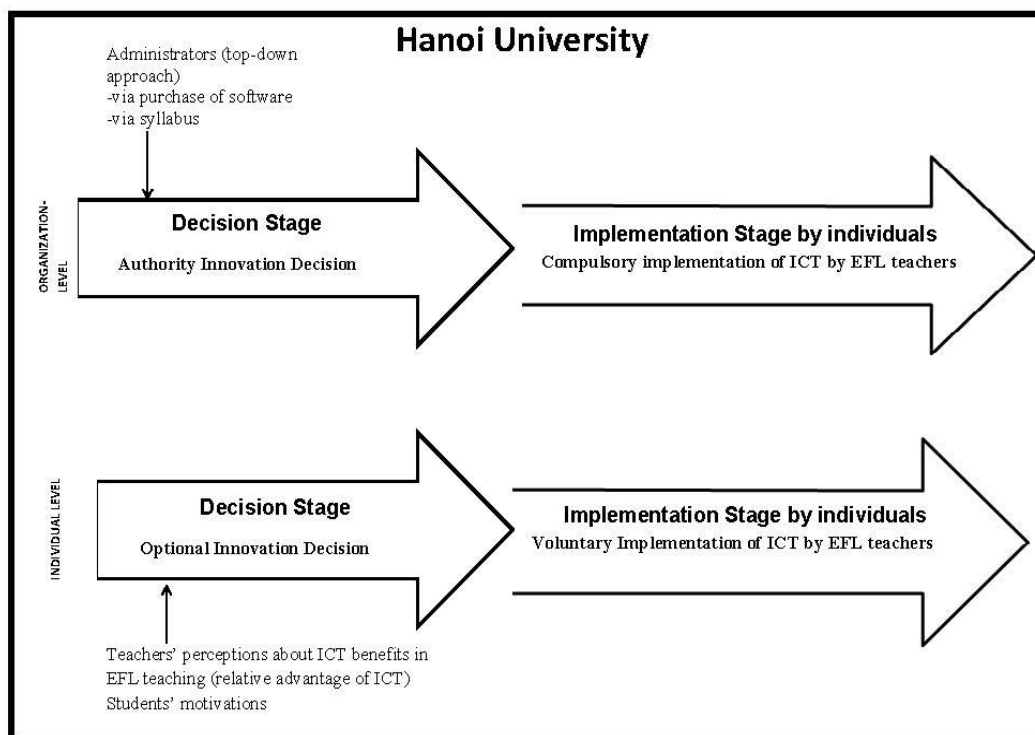 Hanoi University
Administrators (top-down
approach)
-via purchase of software
-via syllabus
ORGANIZATION-
LEVEL
Decision Stage
Authority Innovation Decision
Implementation Stage by individuals
Compulsory implementation of ICT by EFL teachers
INDIVIDUAL LEVEL
Decision Stage
Optional Innovation Decision
Implementation Stage by individuals
Voluntary Implementation of ICT by EFL teachers
Teachers’ perceptions about ICT benefits in
EFL teaching (relative advantage of ICT)
Students’ motivations